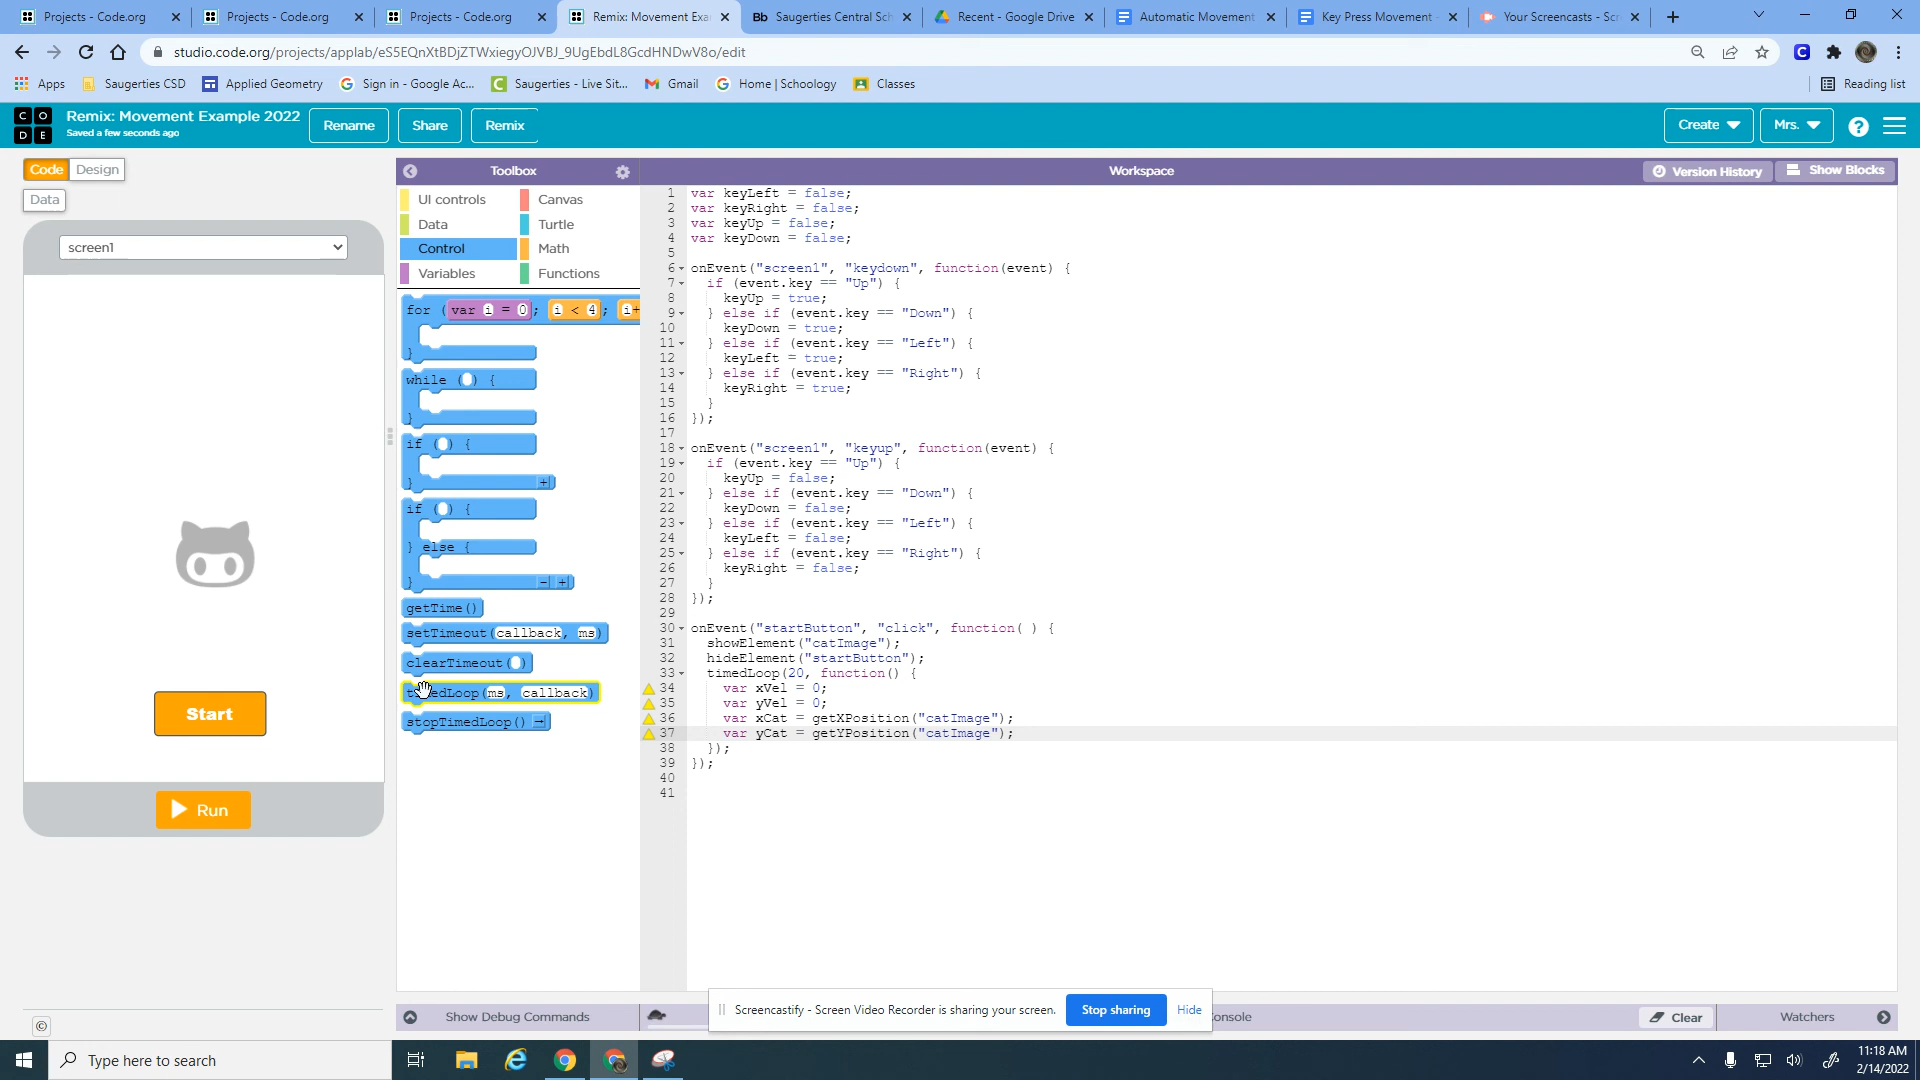 Projects - Code.org
Projects - Code.org
Projects - Code.org
Remix: Movement Exa
Saugerties Central Sch
Recent - Google Drive
Automatic Movement
Key Press Movement -
Your Screencasts - Scr
studio.code.org/projects/applab/eS5EQnXtBDjZTWxiegyOJVBJ_9UgEbdL8GcdHNDwV8o/edit
Apps
Saugerties CSD
Applied Geometry
Sign in - Google Ac...
Saugerties - Live Sit...
Gmail
Home | Schoology
Classes
Reading list
C O D E
Remix: Movement Example 2022
Saved a few seconds ago
Rename
Share
Remix
Create
Mrs.
?
Code
Design
Data
Toolbox
Workspace
Version History
Show Blocks
screen1
UI controls
Canvas
Data
Turtle
Control
Math
Variables
Functions
for (var i = 0; i < 4; i+
}
while () {
}
if () {
}
if () {
} else {
}
getTime()
setTimeout(callback, ms)
clearTimeout()
timedLoop(ms, callback)
stopTimedLoop()
Start
Run
1 var keyLeft = false;
2 var keyRight = false;
3 var keyUp = false;
4 var keyDown = false;
5
6 onEvent("screen1", "keydown", function(event) {
7 if (event.key == "Up") {
8 keyUp = true;
9 } else if (event.key == "Down") {
10 keyDown = true;
11 } else if (event.key == "Left") {
12 keyLeft = true;
13 } else if (event.key == "Right") {
14 keyRight = true;
15 }
16 });
17
18 onEvent("screen1", "keyup", function(event) {
19 if (event.key == "Up") {
20 keyUp = false;
21 } else if (event.key == "Down") {
22 keyDown = false;
23 } else if (event.key == "Left") {
24 keyLeft = false;
25 } else if (event.key == "Right") {
26 keyRight = false;
27 }
28 });
29
30 onEvent("startButton", "click", function( ) {
31 showElement("catImage");
32 hideElement("startButton");
33 timedLoop(20, function() {
34 var xVel = 0;
35 var yVel = 0;
36 var xCat = getXPosition("catImage");
37 var yCat = getYPosition("catImage");
38 });
39 });
40
41
Show Debug Commands
Screencastify - Screen Video Recorder is sharing your screen.
Stop sharing
Hide
onsole
Clear
Watchers
©
Type here to search
11:18 AM
2/14/2022